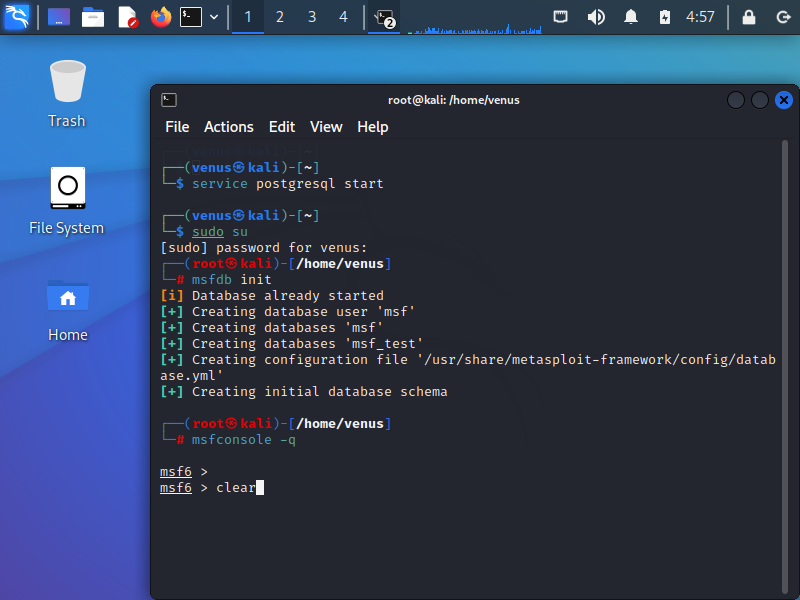 1 2 3 4 2 4:57
Trash
File System
Home
root@kali: /home/venus
File Actions Edit View Help
┌──(venus㉿kali)-[~]
└─$ service postgresql start
┌──(venus㉿kali)-[~]
└─$ sudo su
[sudo] password for venus:
┌──(root㉿kali)-[/home/venus]
└─# msfdb init
[i] Database already started
[+] Creating database user 'msf'
[+] Creating databases 'msf'
[+] Creating databases 'msf_test'
[+] Creating configuration file '/usr/share/metasploit-framework/config/datab
ase.yml'
[+] Creating initial database schema
┌──(root㉿kali)-[/home/venus]
└─# msfconsole -q
msf6 >
msf6 > clear